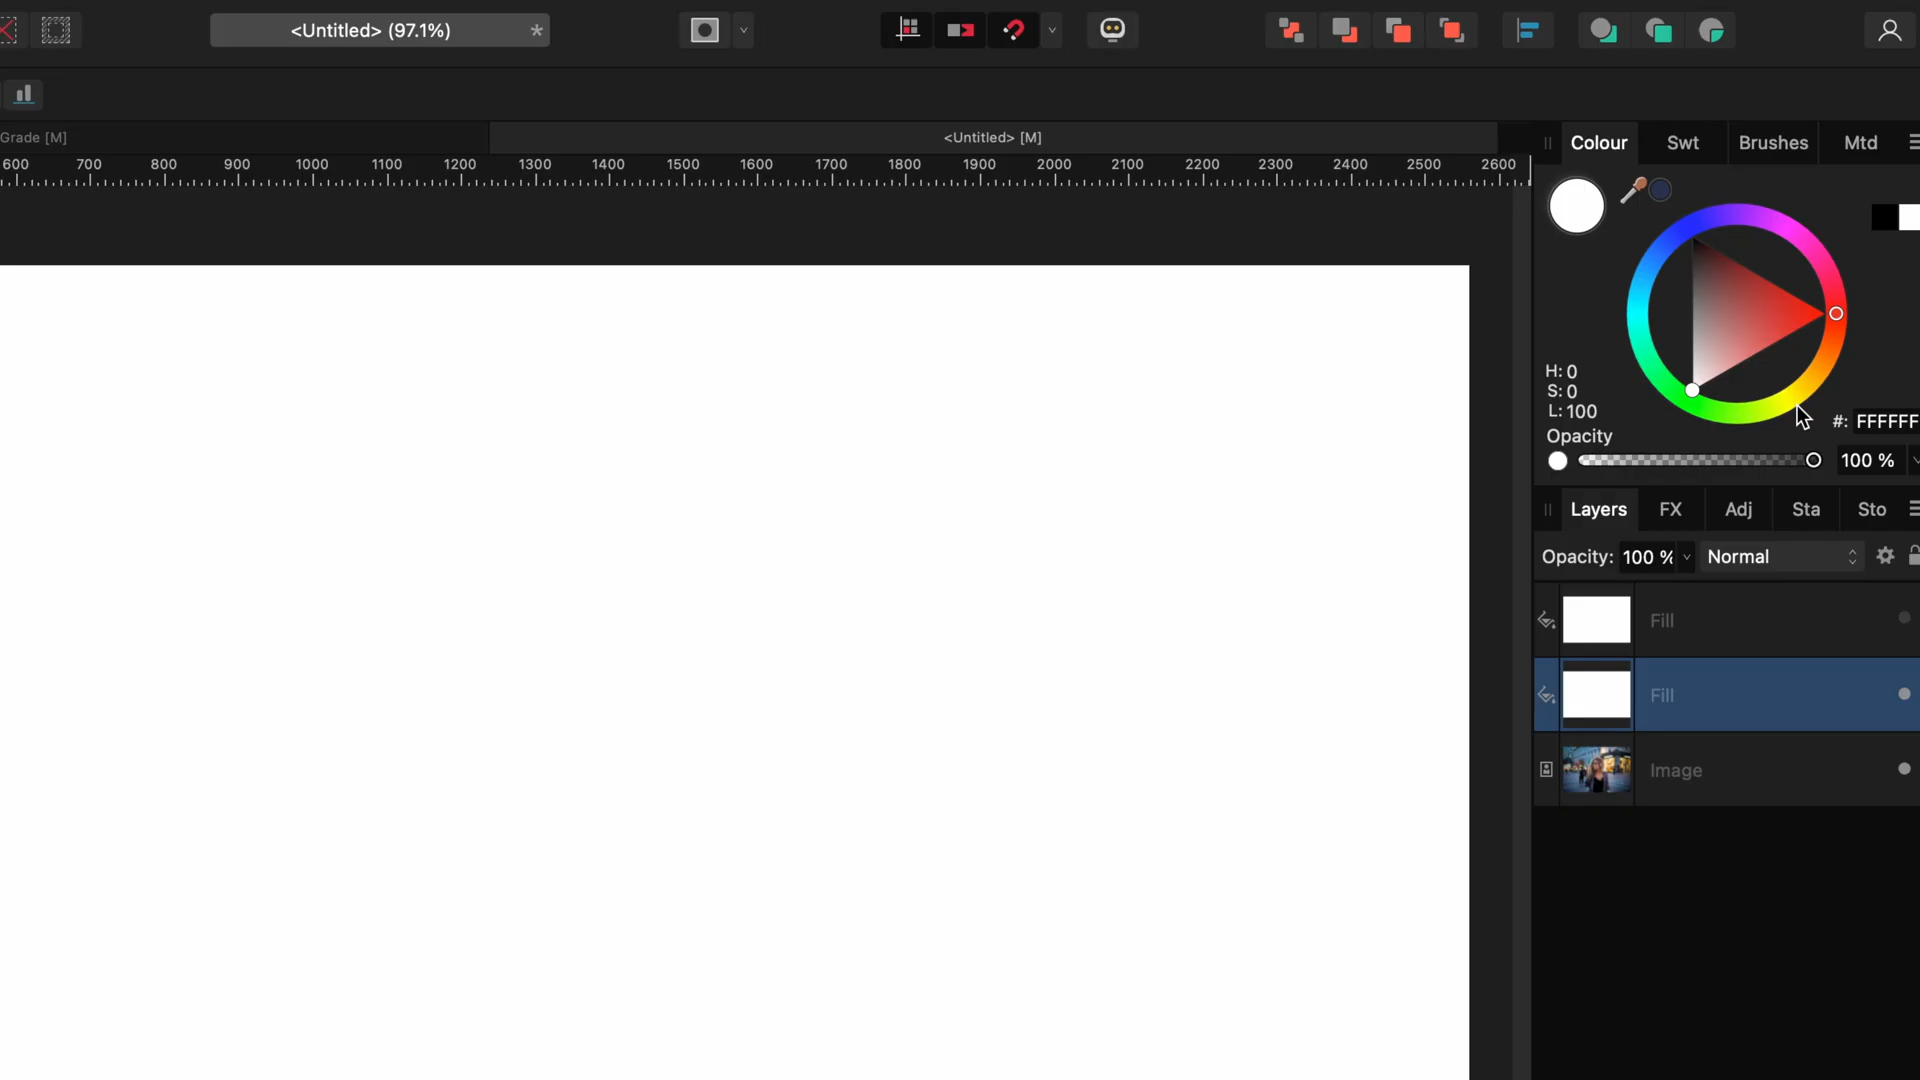 <Untitled> (97.1%)
*
Grade [M]
<Untitled> [M]
600 700 800 900 1000 1100 1200 1300 1400 1500 1600 1700 1800 1900 2000 2100 2200 2300 2400 2500 2600
Colour Swt Brushes Mtd
H: 0
S: 0
L: 100
#: FFFFFF
Opacity
100 %
Layers FX Adj Sta Sto
Opacity: 100 % Normal
Fill
Fill
Image